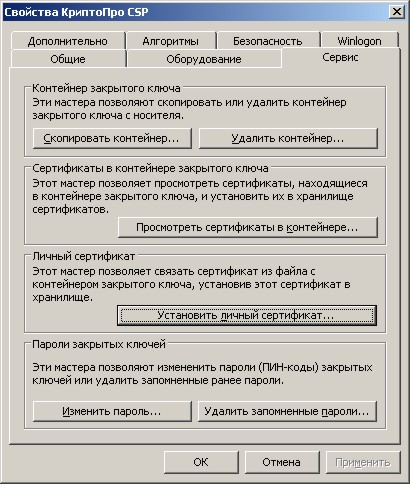 Свойства КриптоПро CSP
Дополнительно Алгоритмы Безопасность Winlogon
Общие Оборудование Сервис
Контейнер закрытого ключа
Эти мастера позволяют скопировать или удалить контейнер
закрытого ключа с носителя.
Скопировать контейнер... Удалить контейнер...
Сертификаты в контейнере закрытого ключа
Этот мастер позволяет просмотреть сертификаты, находящиеся
в контейнере закрытого ключа, и установить их в хранилище
сертификатов.
Просмотреть сертификаты в контейнере...
Личный сертификат
Этот мастер позволяет связать сертификат из файла с
контейнером закрытого ключа, установив этот сертификат в
хранилище.
Установить личный сертификат...
Пароли закрытых ключей
Эти мастера позволяют измененить пароли (ПИН-коды) закрытых
ключей или удалить запомненные ранее пароли.
Изменить пароль... Удалить запомненные пароли...
ОК Отмена Применить